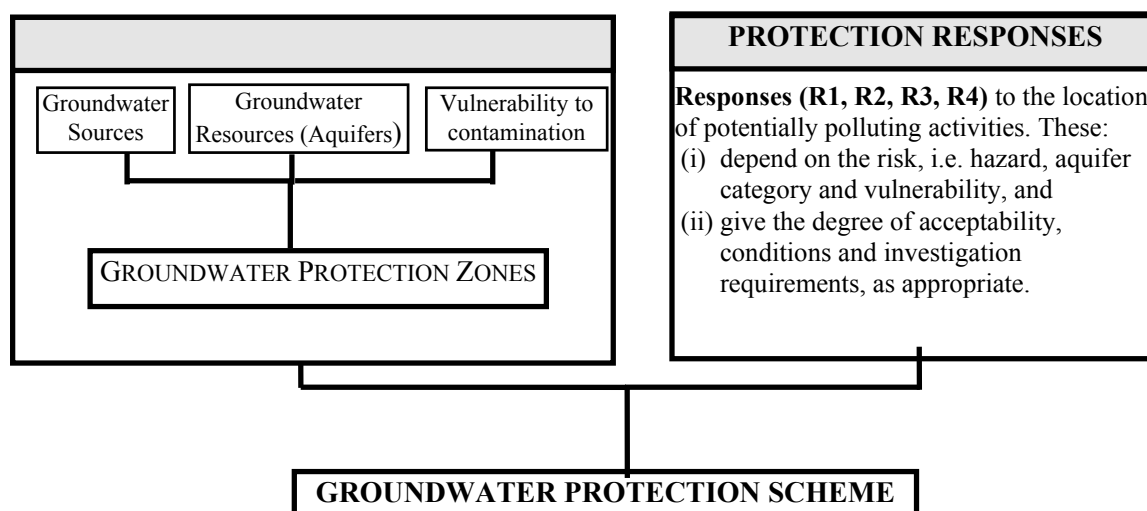 Groundwater
Sources
Groundwater
Resources (Aquifers)
Vulnerability to
contamination
GROUNDWATER PROTECTION ZONES
PROTECTION RESPONSES
Responses (R1, R2, R3, R4) to the location
of potentially polluting activities. These:
(i) depend on the risk, i.e. hazard, aquifer
category and vulnerability, and
(ii) give the degree of acceptability,
conditions and investigation
requirements, as appropriate.
GROUNDWATER PROTECTION SCHEME